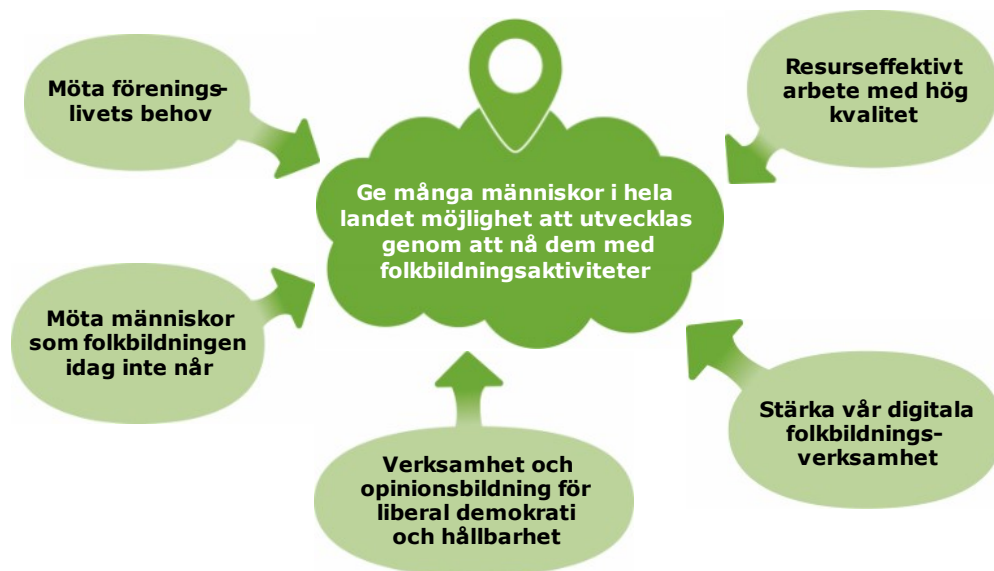 Möta förenings-
livets behov
Resurseffektivt
arbete med hög
kvalitet
Ge många människor i hela
landet möjlighet att utvecklas
genom att nå dem med
folkbildningsaktiviteter
Möta människor
som folkbildningen
idag inte når
Verksamhet och
opinionsbildning för
liberal demokrati
och hållbarhet
Stärka vår digitala
folkbildnings-
verksamhet